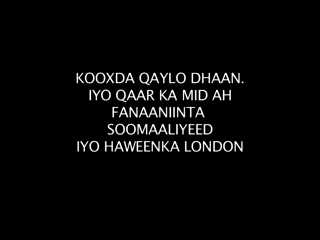 KOOXDA QAYLO DHAAN.
IYO QAAR KA MID AH
FANAANIINTA
SOOMAALIYEED
IYO HAWEENKA LONDON